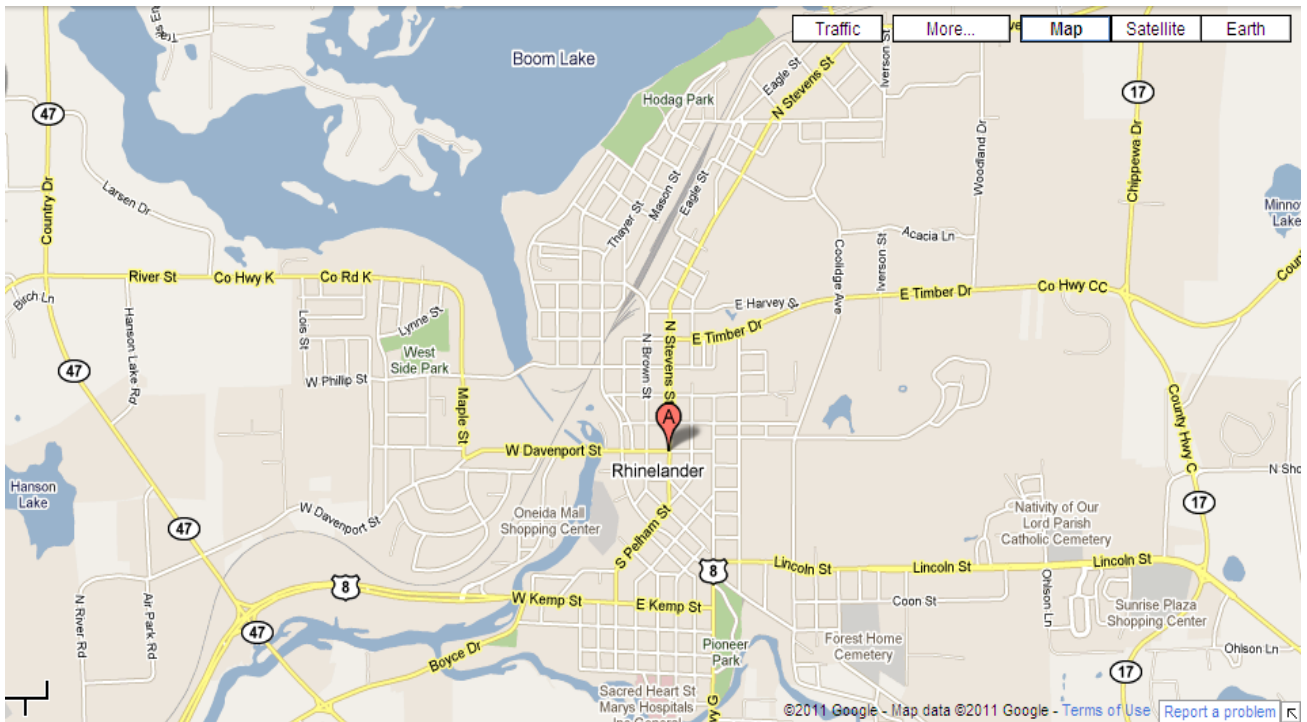 Traffic
More...
Map
Satellite
Earth
Boom Lake
Eagle St
Iverson St
N Stevens St
17
Hodag Park
47
Chippewa Dr
Woodland Dr
Mason St
Eagle St
Larsen Dr
Country Dr
Thayer St
Acacia Ln
Coolidge Ave
Iverson St
River St
Co Hwy K
Co Rd K
Birch Ln
E Harvey St
E Timber Dr
Co Hwy CC
Hanson Lake Rd
Lois St
Lynne St
N Stevens S
E Timber Dr
N Brown St
West
Side Park
47
W Phillip St
Maple St
A
County Hwy C
W Davenport St
Rhinelander
Hanson
Lake
W Davenport St
Oneida Mall
Shopping Center
17
Nativity of Our
Lord Parish
Catholic Cemetery
47
S Pelham St
8
Lincoln St
Lincoln St
Lincoln St
8
W Kemp St
E Kemp St
Coon St
Ohlson Ln
Sunrise Plaza
Shopping Center
N River Rd
Air Park Rd
47
Boyce Dr
Pioneer
Park
Forest Home
Cemetery
Ohlson Ln
17
Sacred Heart St
Marys Hospitals
©2011 Google - Map data ©2011 Google - Terms of Use
Report a problem